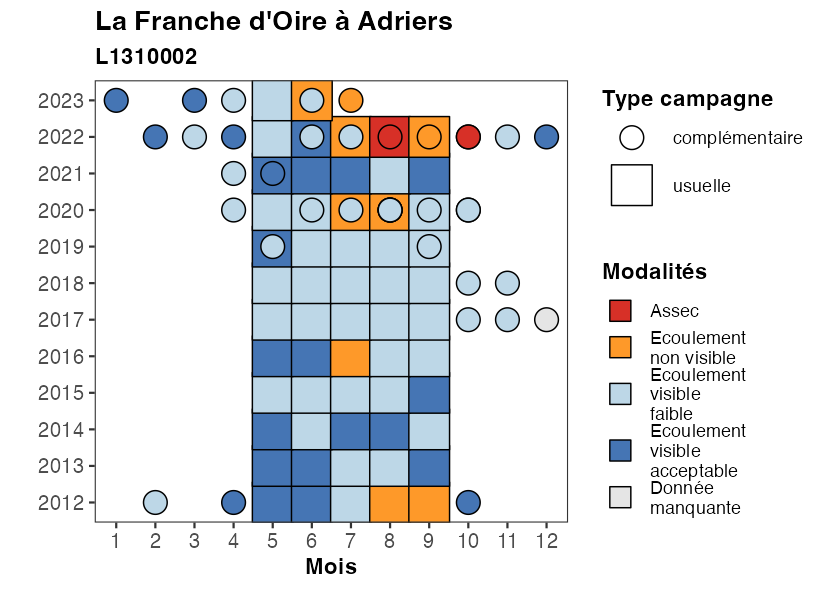 La Franche d'Oire à Adriers
L1310002
2023
2022
2021
2020
2019
2018
2017
2016
2015
2014
2013
2012
1 2 3 4 5 6 7 8 9 10 11 12
Mois
Type campagne
complémentaire
usuelle
Modalités
Assec
Ecoulement
non visible
Ecoulement
visible
faible
Ecoulement
visible
acceptable
Donnée
manquante